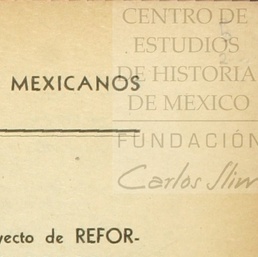 CENTRO DE
ESTUDIOS
DE HISTORIA
DE MEXICO
FUNDACIÓN
Carlos Slim
MEXICANOS
yecto de REFOR-